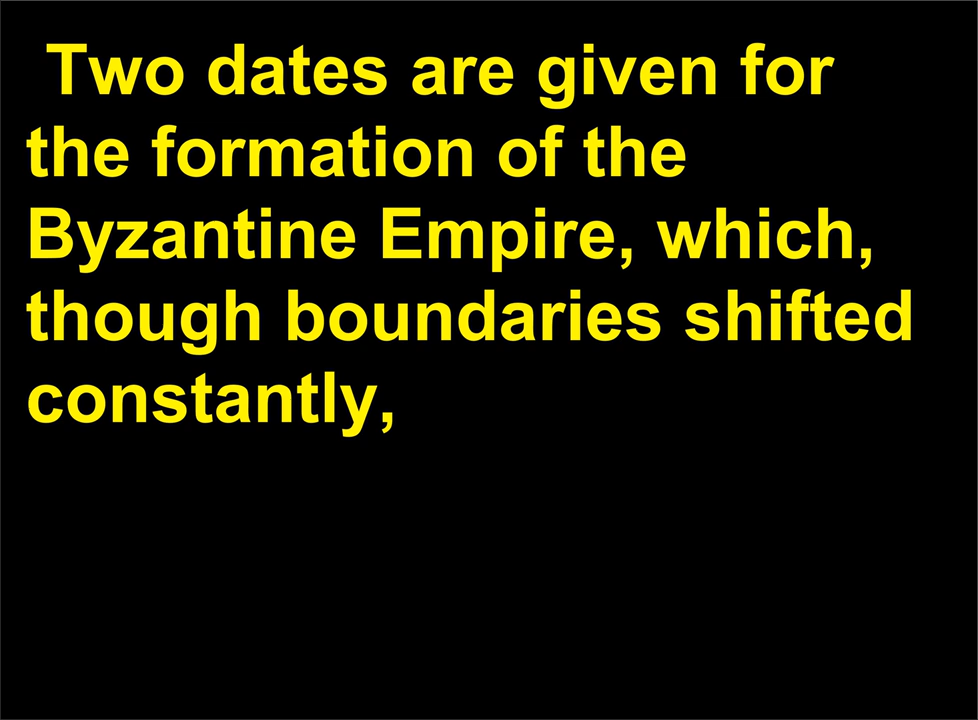 Two dates are given for
the formation of the
Byzantine Empire, which,
though boundaries shifted
constantly,